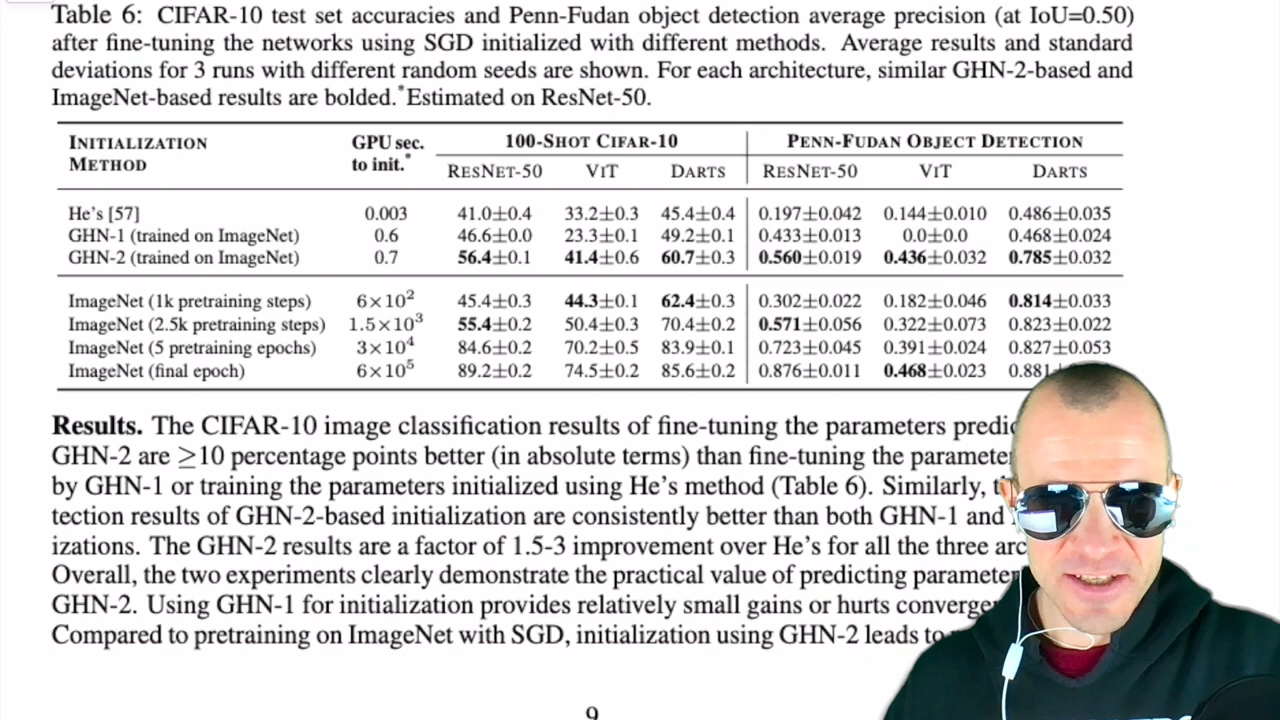 Table 6: CIFAR-10 test set accuracies and Penn-Fudan object detection average precision (at IoU=0.50)
after fine-tuning the networks using SGD initialized with different methods. Average results and standard
deviations for 3 runs with different random seeds are shown. For each architecture, similar GHN-2-based and
ImageNet-based results are bolded.*Estimated on ResNet-50.
INITIALIZATION METHOD GPU sec. to init.* 100-SHOT CIFAR-10 PENN-FUDAN OBJECT DETECTION
RESNET-50 VIT DARTS RESNET-50 VIT DARTS
He's [57] 0.003 41.0±0.4 33.2±0.3 45.4±0.4 0.197±0.042 0.144±0.010 0.486±0.035
GHN-1 (trained on ImageNet) 0.6 46.6±0.0 23.3±0.1 49.2±0.1 0.433±0.013 0.0±0.0 0.468±0.024
GHN-2 (trained on ImageNet) 0.7 56.4±0.1 41.4±0.6 60.7±0.3 0.560±0.019 0.436±0.032 0.785±0.032
ImageNet (1k pretraining steps) 6×10² 45.4±0.3 44.3±0.1 62.4±0.3 0.302±0.022 0.182±0.046 0.814±0.033
ImageNet (2.5k pretraining steps) 1.5×10³ 55.4±0.2 50.4±0.3 70.4±0.2 0.571±0.056 0.322±0.073 0.823±0.022
ImageNet (5 pretraining epochs) 3×10⁴ 84.6±0.2 70.2±0.5 83.9±0.1 0.723±0.045 0.391±0.024 0.827±0.053
ImageNet (final epoch) 6×10⁵ 89.2±0.2 74.5±0.2 85.6±0.2 0.876±0.011 0.468±0.023 0.881
Results. The CIFAR-10 image classification results of fine-tuning the parameters predic
GHN-2 are ≥10 percentage points better (in absolute terms) than fine-tuning the parameter
by GHN-1 or training the parameters initialized using He's method (Table 6). Similarly,
tection results of GHN-2-based initialization are consistently better than both GHN-1 and
izations. The GHN-2 results are a factor of 1.5-3 improvement over He's for all the three arc
Overall, the two experiments clearly demonstrate the practical value of predicting parameter
GHN-2. Using GHN-1 for initialization provides relatively small gains or hurts converge
Compared to pretraining on ImageNet with SGD, initialization using GHN-2 leads to
9